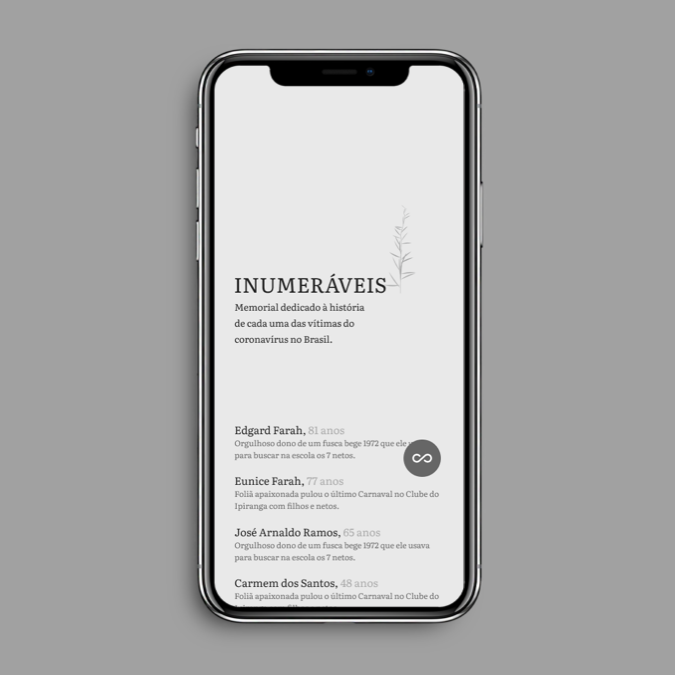 INUMERÁVEIS
Memorial dedicado à história
de cada uma das vítimas do
coronavírus no Brasil.
Edgard Farah, 81 anos
Orgulhoso dono de um fusca bege 1972 que ele
para buscar na escola os 7 netos.
Eunice Farah, 77 anos
Foliã apaixonada pulou o último Carnaval no Clube do
Ipiranga com filhos e netos.
José Arnaldo Ramos, 65 anos
Orgulhoso dono de um fusca bege 1972 que ele usava
para buscar na escola os 7 netos.
Carmem dos Santos, 48 anos
Foliã apaixonada pulou o último Carnaval no Clube do